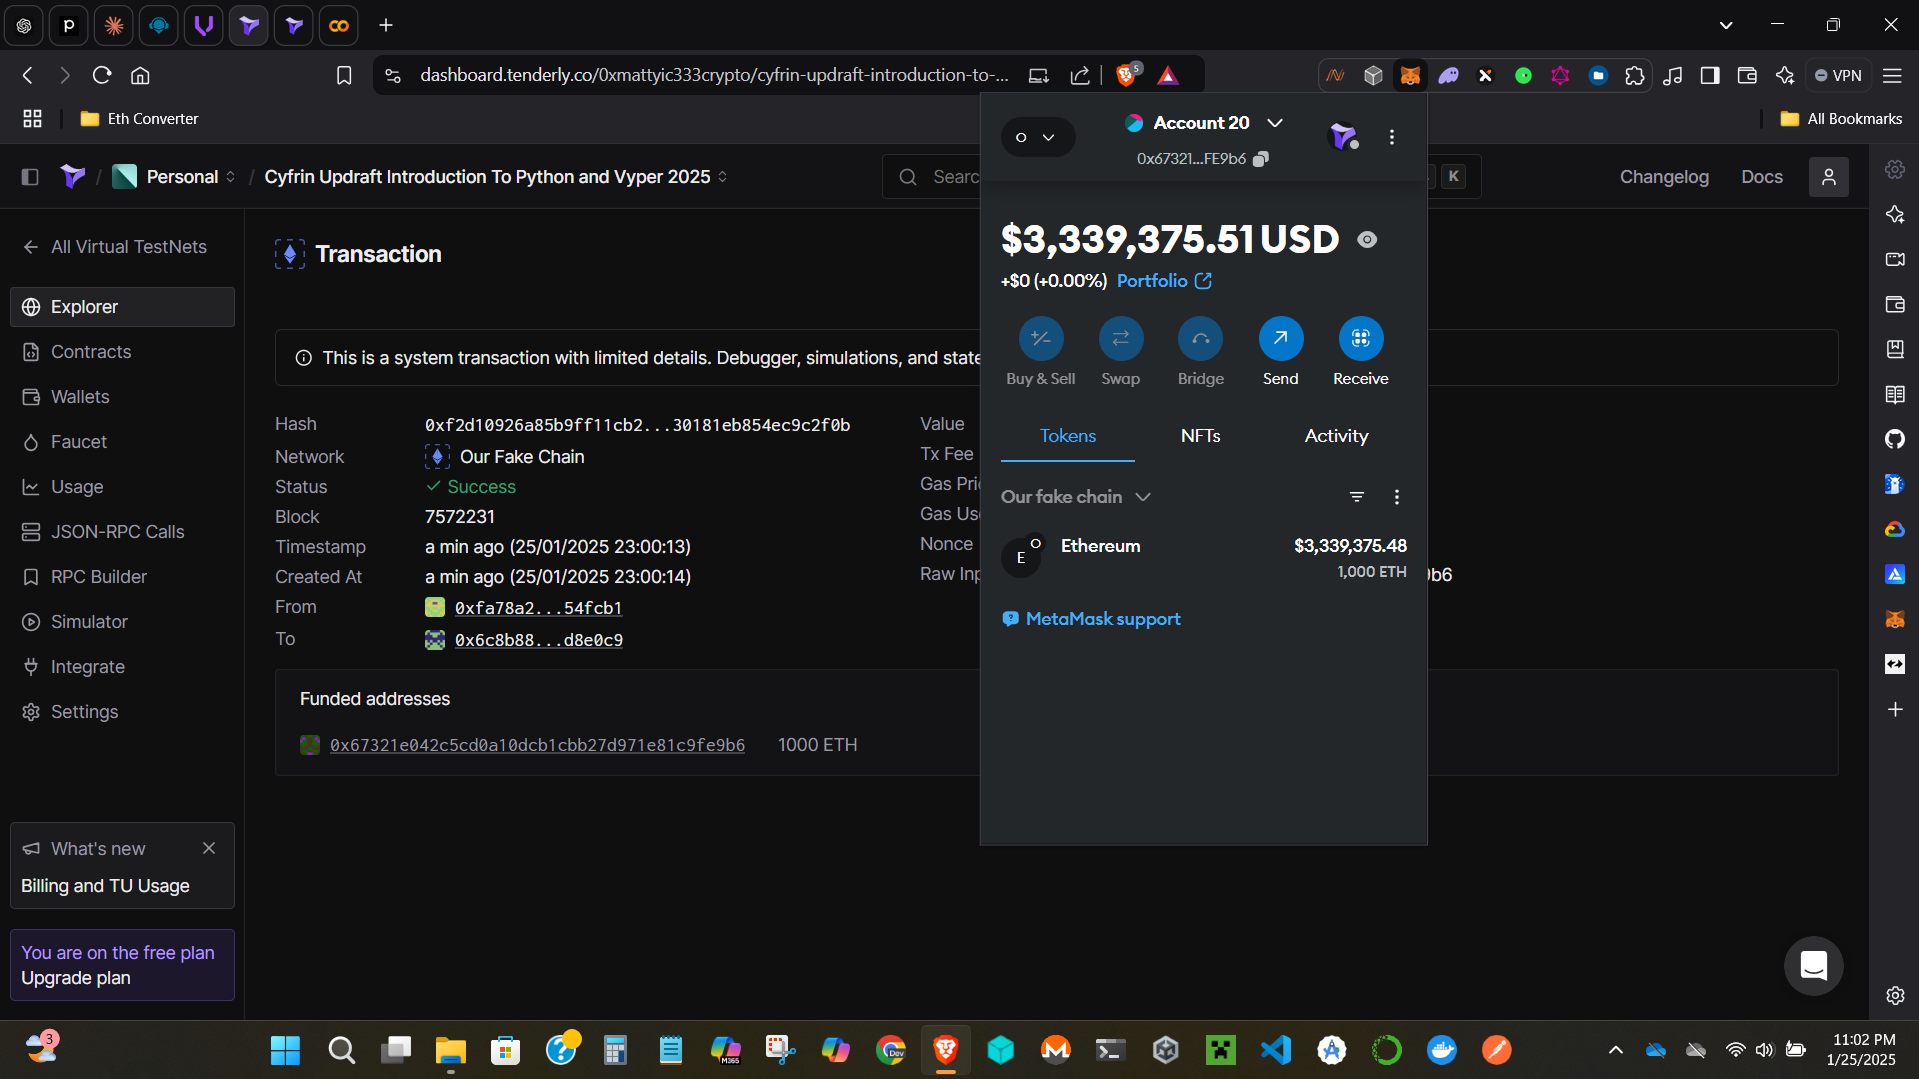 dashboard.tenderly.co/0xmattyic333crypto/cyfrin-updraft-introduction-to-...
5
VPN
Eth Converter
All Bookmarks
Personal
/
Cyfrin Updraft Introduction To Python and Vyper 2025
Searc
K
Changelog
Docs
All Virtual TestNets
Explorer
Contracts
Wallets
Faucet
Usage
JSON-RPC Calls
RPC Builder
Simulator
Integrate
Settings
What's new
Billing and TU Usage
You are on the free plan
Upgrade plan
Transaction
This is a system transaction with limited details. Debugger, simulations, and state
Hash
0xf2d10926a85b9ff11cb2...30181eb854ec9c2f0b
Network
Our Fake Chain
Status
Success
Block
7572231
Timestamp
a min ago (25/01/2025 23:00:13)
Created At
a min ago (25/01/2025 23:00:14)
From
0xfa78a2...54fcb1
To
0x6c8b88...d8e0c9
Value
Tx Fee
Gas Pri
Gas Us
Nonce
Raw Inp
9b6
Funded addresses
0x67321e042c5cd0a10dcb1cbb27d971e81c9fe9b6
1000 ETH
O
Account 20
0x67321...FE9b6
$3,339,375.51 USD
+$0 (+0.00%)
Portfolio
Buy & Sell
Swap
Bridge
Send
Receive
Tokens
NFTs
Activity
Our fake chain
E
O
Ethereum
$3,339,375.48
1,000 ETH
MetaMask support
3
M365
Dev
11:02 PM
1/25/2025